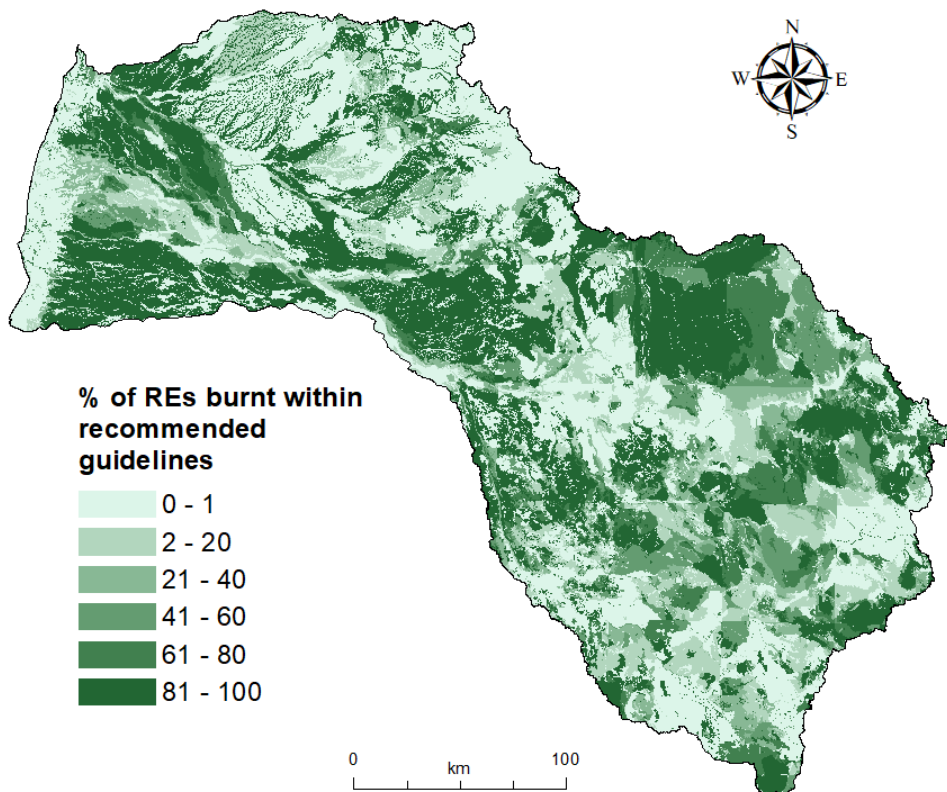 N
W E
S
% of REs burnt within
recommended
guidelines
0 - 1
2 - 20
21 - 40
41 - 60
61 - 80
81 - 100
0 100
km